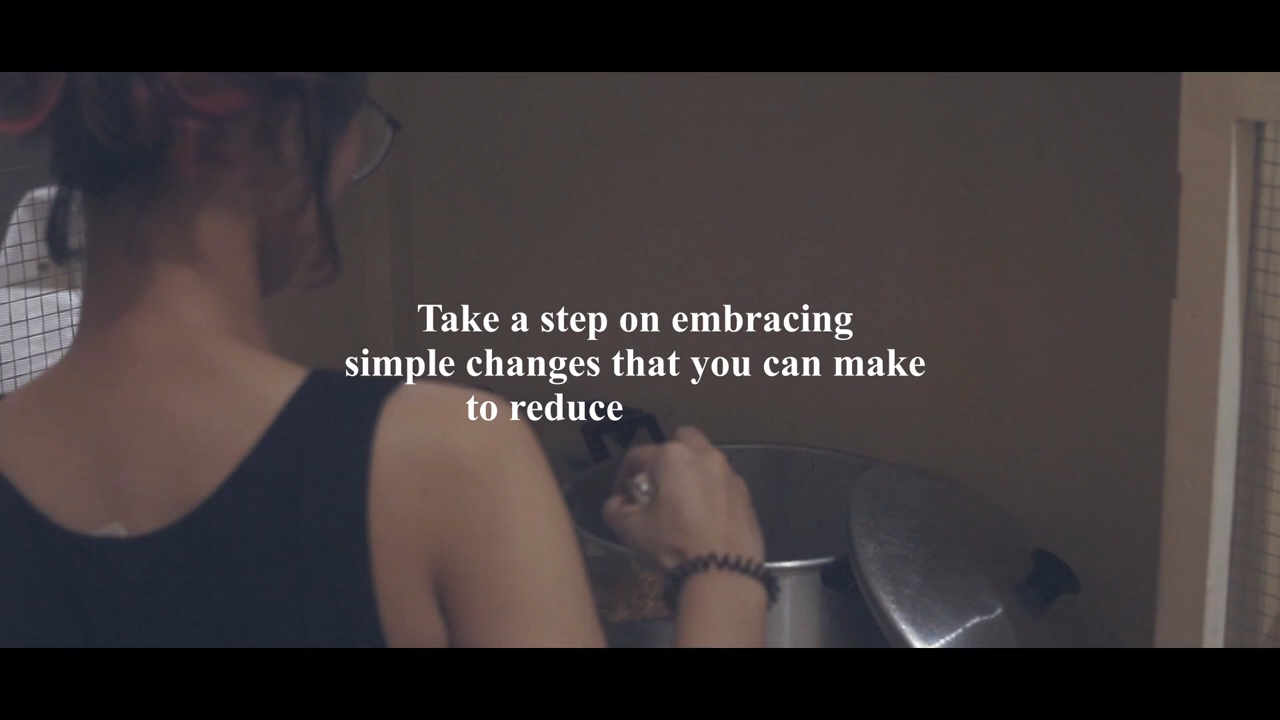 Take a step on embracing
simple changes that you can make
to reduce